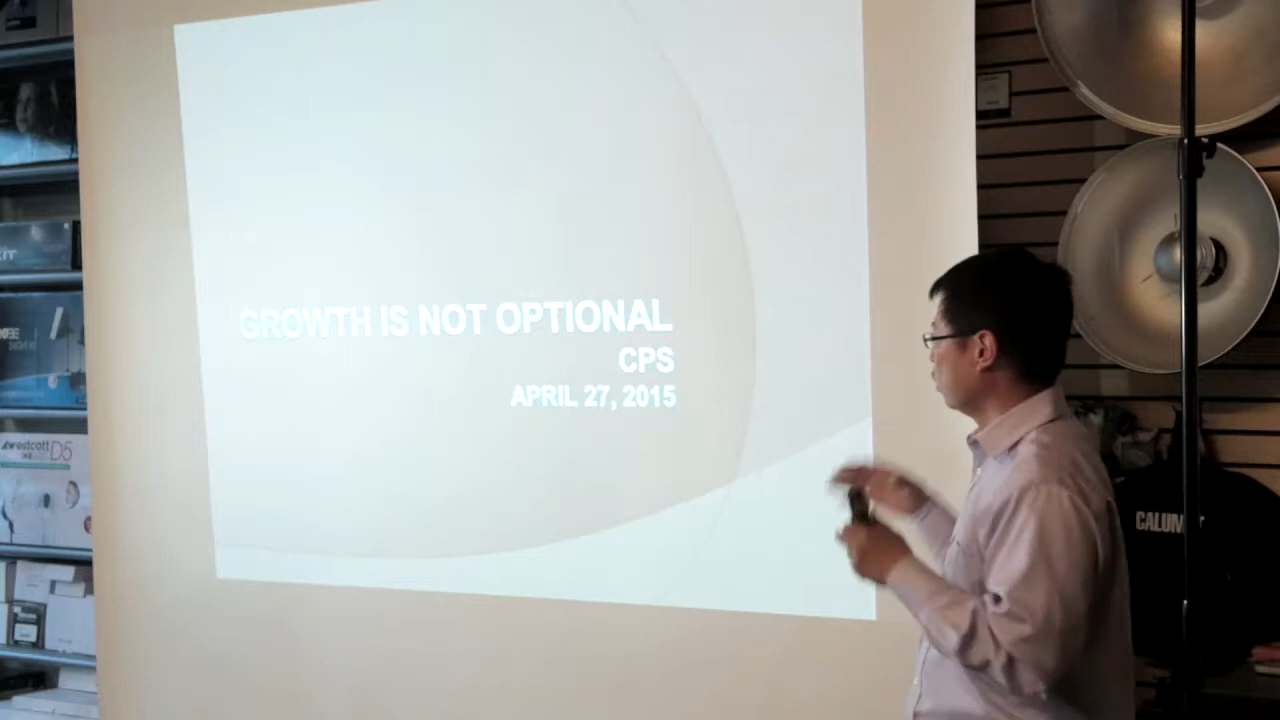 GROWTH IS NOT OPTIONAL
CPS
APRIL 27, 2015
westcott D5
CALUM